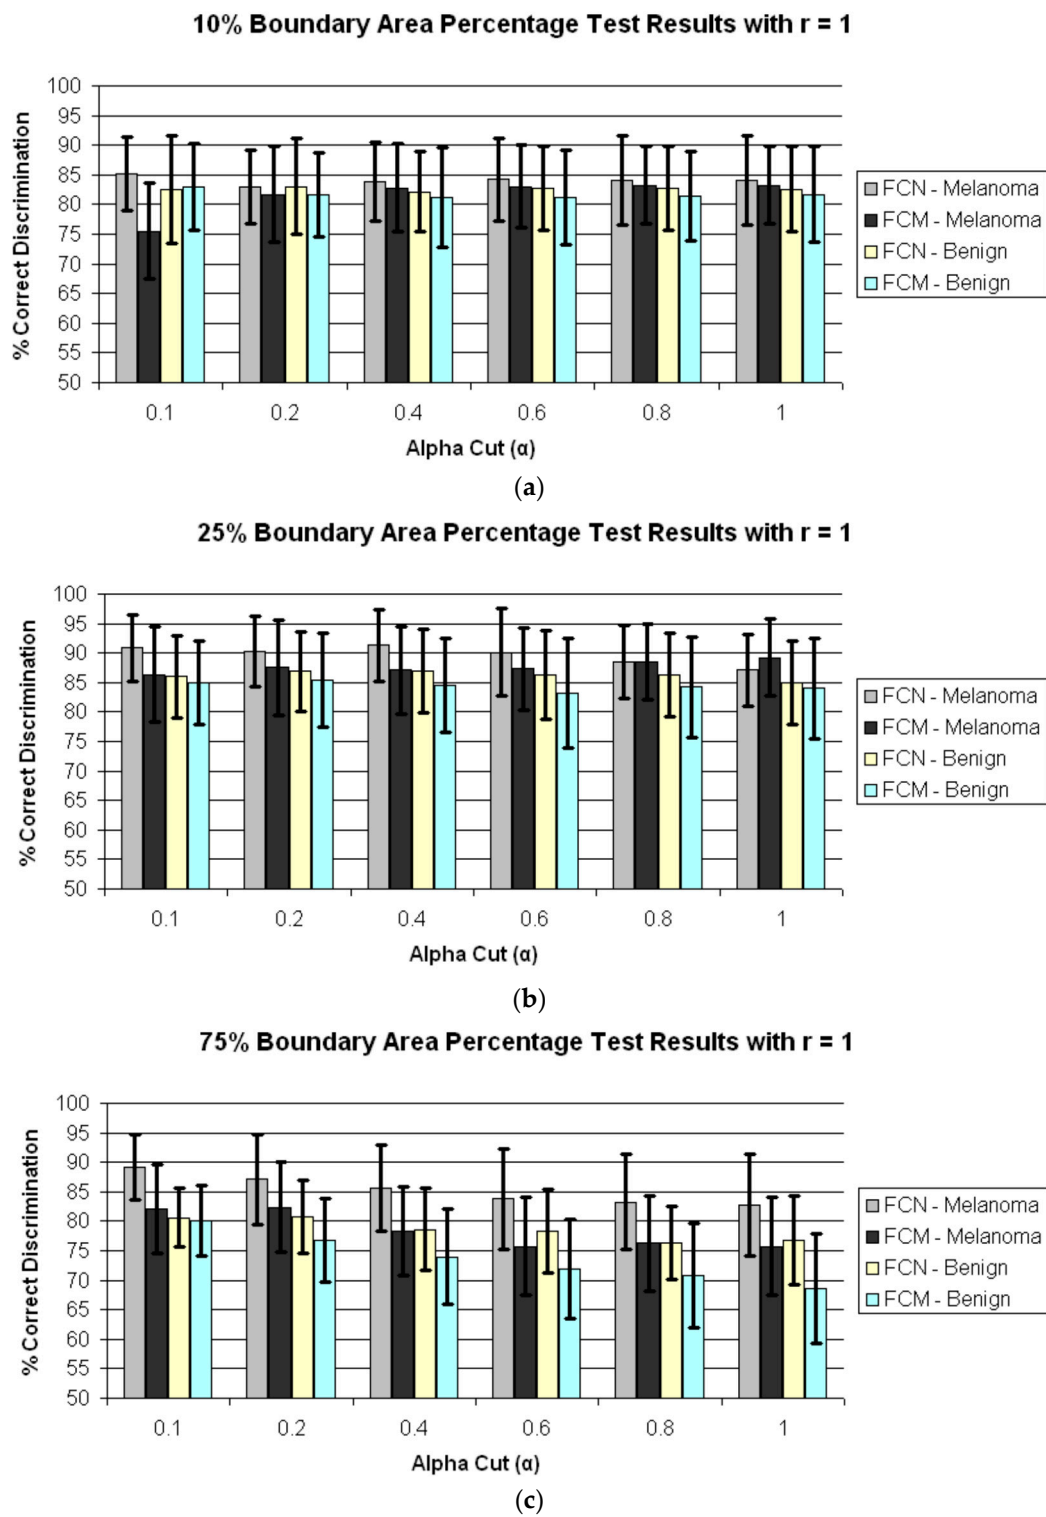 10% Boundary Area Percentage Test Results with r = 1
100
95
90
85
80
75
70
65
60
55
50
% Correct Discrimination
0.1 0.2 0.4 0.6 0.8 1
Alpha Cut (α)
FCN - Melanoma
FCM - Melanoma
FCN - Benign
FCM - Benign
(a)
25% Boundary Area Percentage Test Results with r = 1
100
95
90
85
80
75
70
65
60
55
50
% Correct Discrimination
0.1 0.2 0.4 0.6 0.8 1
Alpha Cut (α)
FCN - Melanoma
FCM - Melanoma
FCN - Benign
FCM - Benign
(b)
75% Boundary Area Percentage Test Results with r = 1
100
95
90
85
80
75
70
65
60
55
50
% Correct Discrimination
0.1 0.2 0.4 0.6 0.8 1
Alpha Cut (α)
FCN - Melanoma
FCM - Melanoma
FCN - Benign
FCM - Benign
(c)